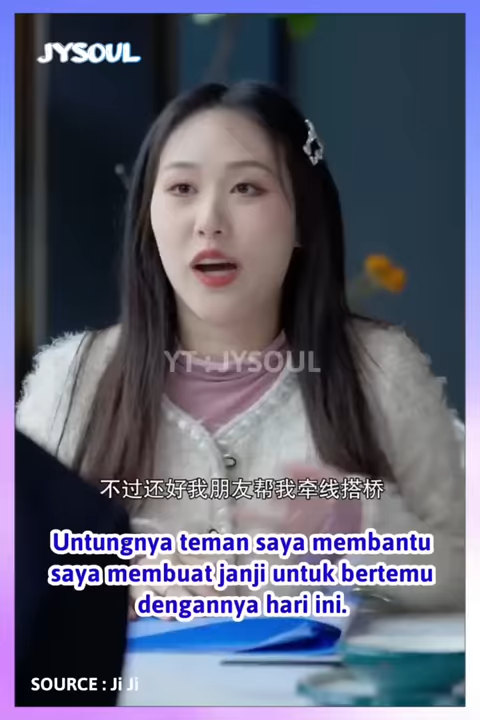 JYSOUL
YT : JYSOUL
不过还好我朋友帮我牵线搭桥
Untungnya teman saya membantu
saya membuat janji untuk bertemu
dengannya hari ini.
SOURCE : Ji Ji